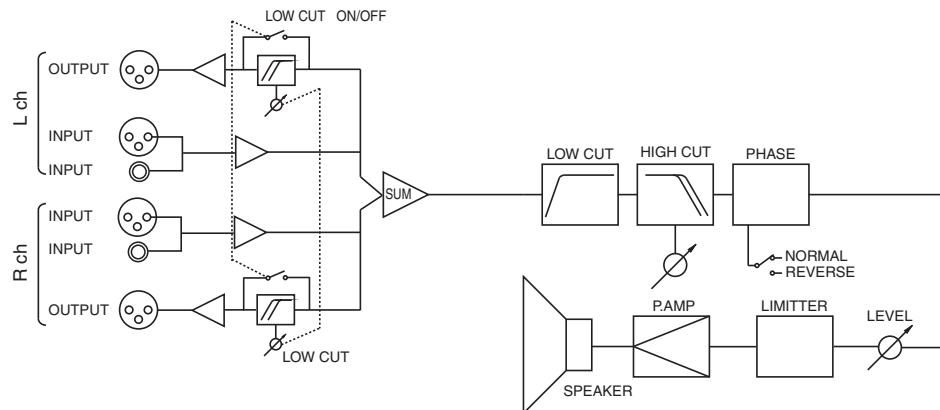 LOW CUT ON/OFF
L ch
OUTPUT
INPUT
INPUT
R ch
INPUT
INPUT
OUTPUT
LOW CUT
SUM
LOW CUT
HIGH CUT
PHASE
NORMAL
REVERSE
SPEAKER
P.AMP
LIMITTER
LEVEL